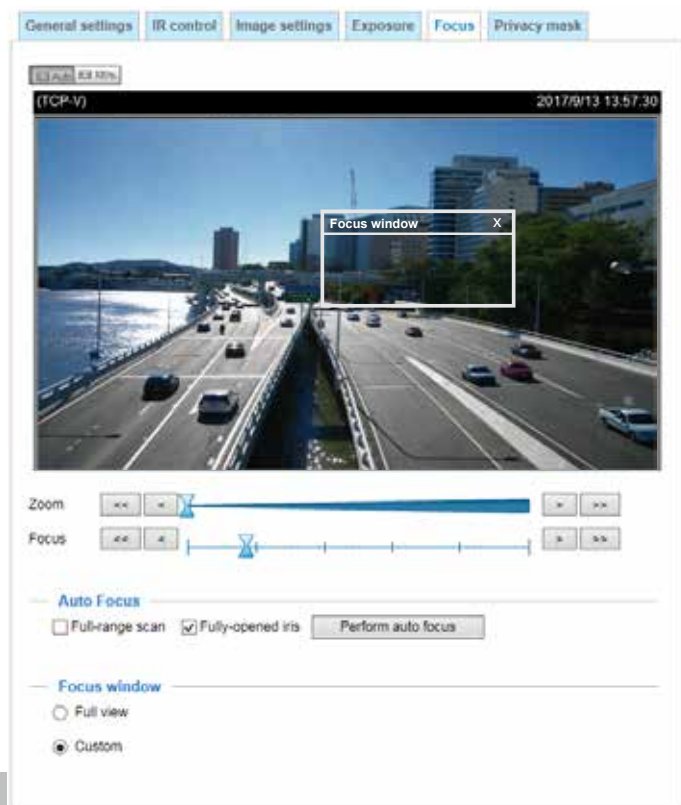 General settings IR control Image settings Exposure Focus Privacy mask
Auto
(TCP-V) 2017/9/13 13:57:30
Focus window X
Zoom << < > >>
Focus << < > >>
Auto Focus
Full-range scan Fully-opened iris Perform auto focus
Focus window
Full view
Custom